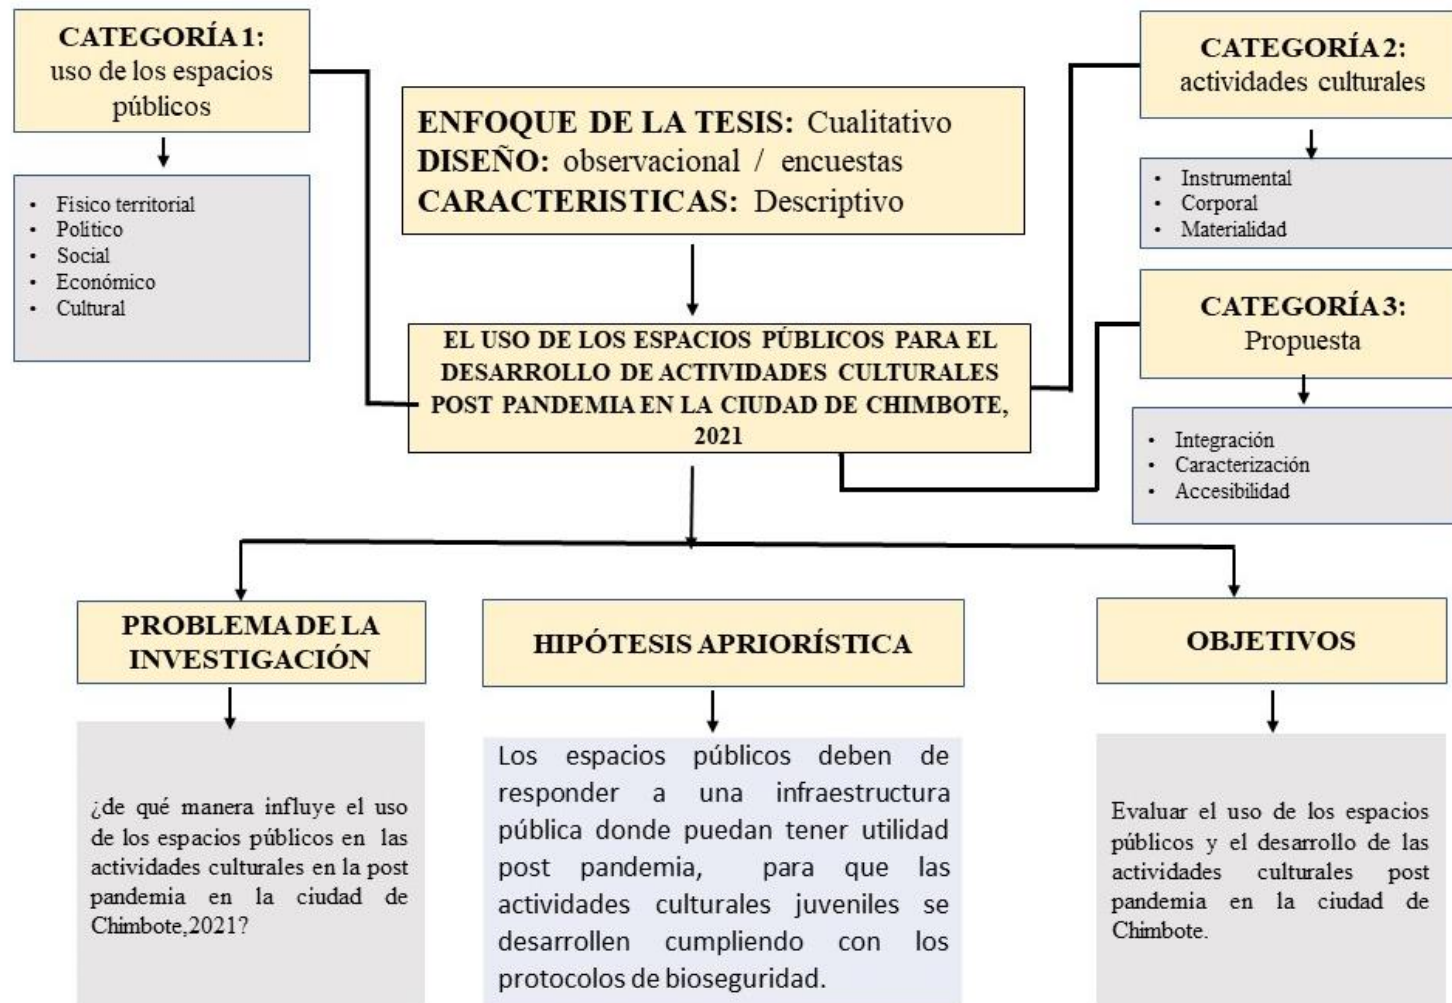 CATEGORÍA 1:
uso de los espacios
públicos
• Fisico territorial
• Político
• Social
• Económico
• Cultural
ENFOQUE DE LA TESIS: Cualitativo
DISEÑO: observacional / encuestas
CARACTERISTICAS: Descriptivo
CATEGORÍA 2:
actividades culturales
• Instrumental
• Corporal
• Materialidad
CATEGORÍA 3:
Propuesta
• Integración
• Caracterización
• Accesibilidad
EL USO DE LOS ESPACIOS PÚBLICOS PARA EL
DESARROLLO DE ACTIVIDADES CULTURALES
POST PANDEMIA EN LA CIUDAD DE CHIMBOTE,
2021
PROBLEMA DE LA
INVESTIGACIÓN
¿de qué manera influye el uso
de los espacios públicos en las
actividades culturales en la post
pandemia en la ciudad de
Chimbote,2021?
HIPÓTESIS APRIORÍSTICA
Los espacios públicos deben de
responder a una infraestructura
pública donde puedan tener utilidad
post pandemia, para que las
actividades culturales juveniles se
desarrollen cumpliendo con los
protocolos de bioseguridad.
OBJETIVOS
Evaluar el uso de los espacios
públicos y el desarrollo de las
actividades culturales post
pandemia en la ciudad de
Chimbote.